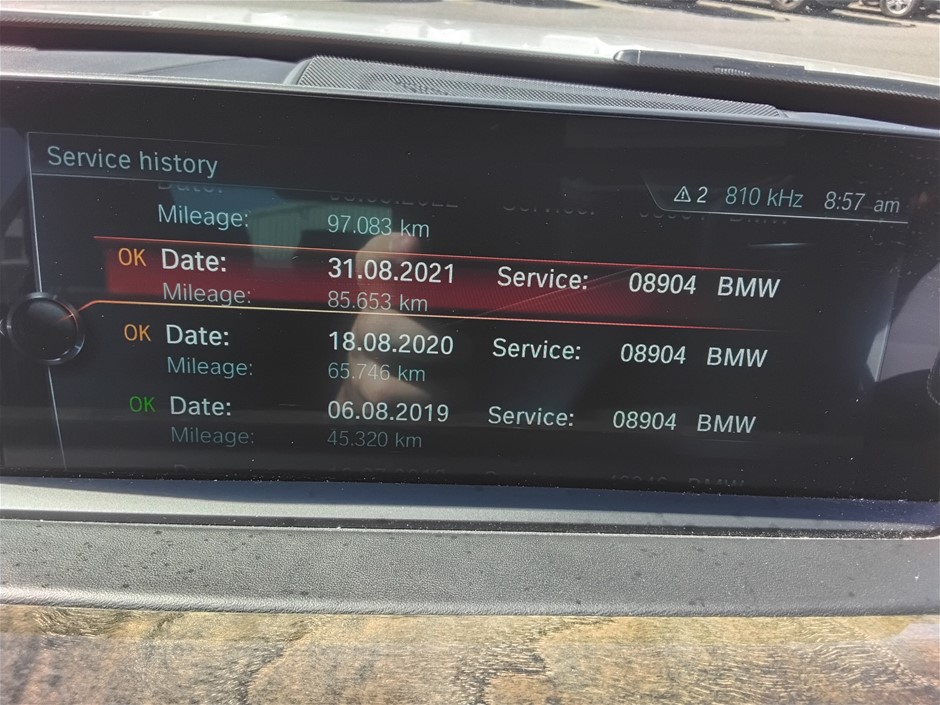 Service history
2 810 kHz 8:57 am
Date:
Mileage: 97.083 km
OK Date: 31.08.2021 Service: 08904 BMW
Mileage: 85.653 km
OK Date: 18.08.2020 Service: 08904 BMW
Mileage: 65.746 km
OK Date: 06.08.2019 Service: 08904 BMW
Mileage: 45.320 km
BMW